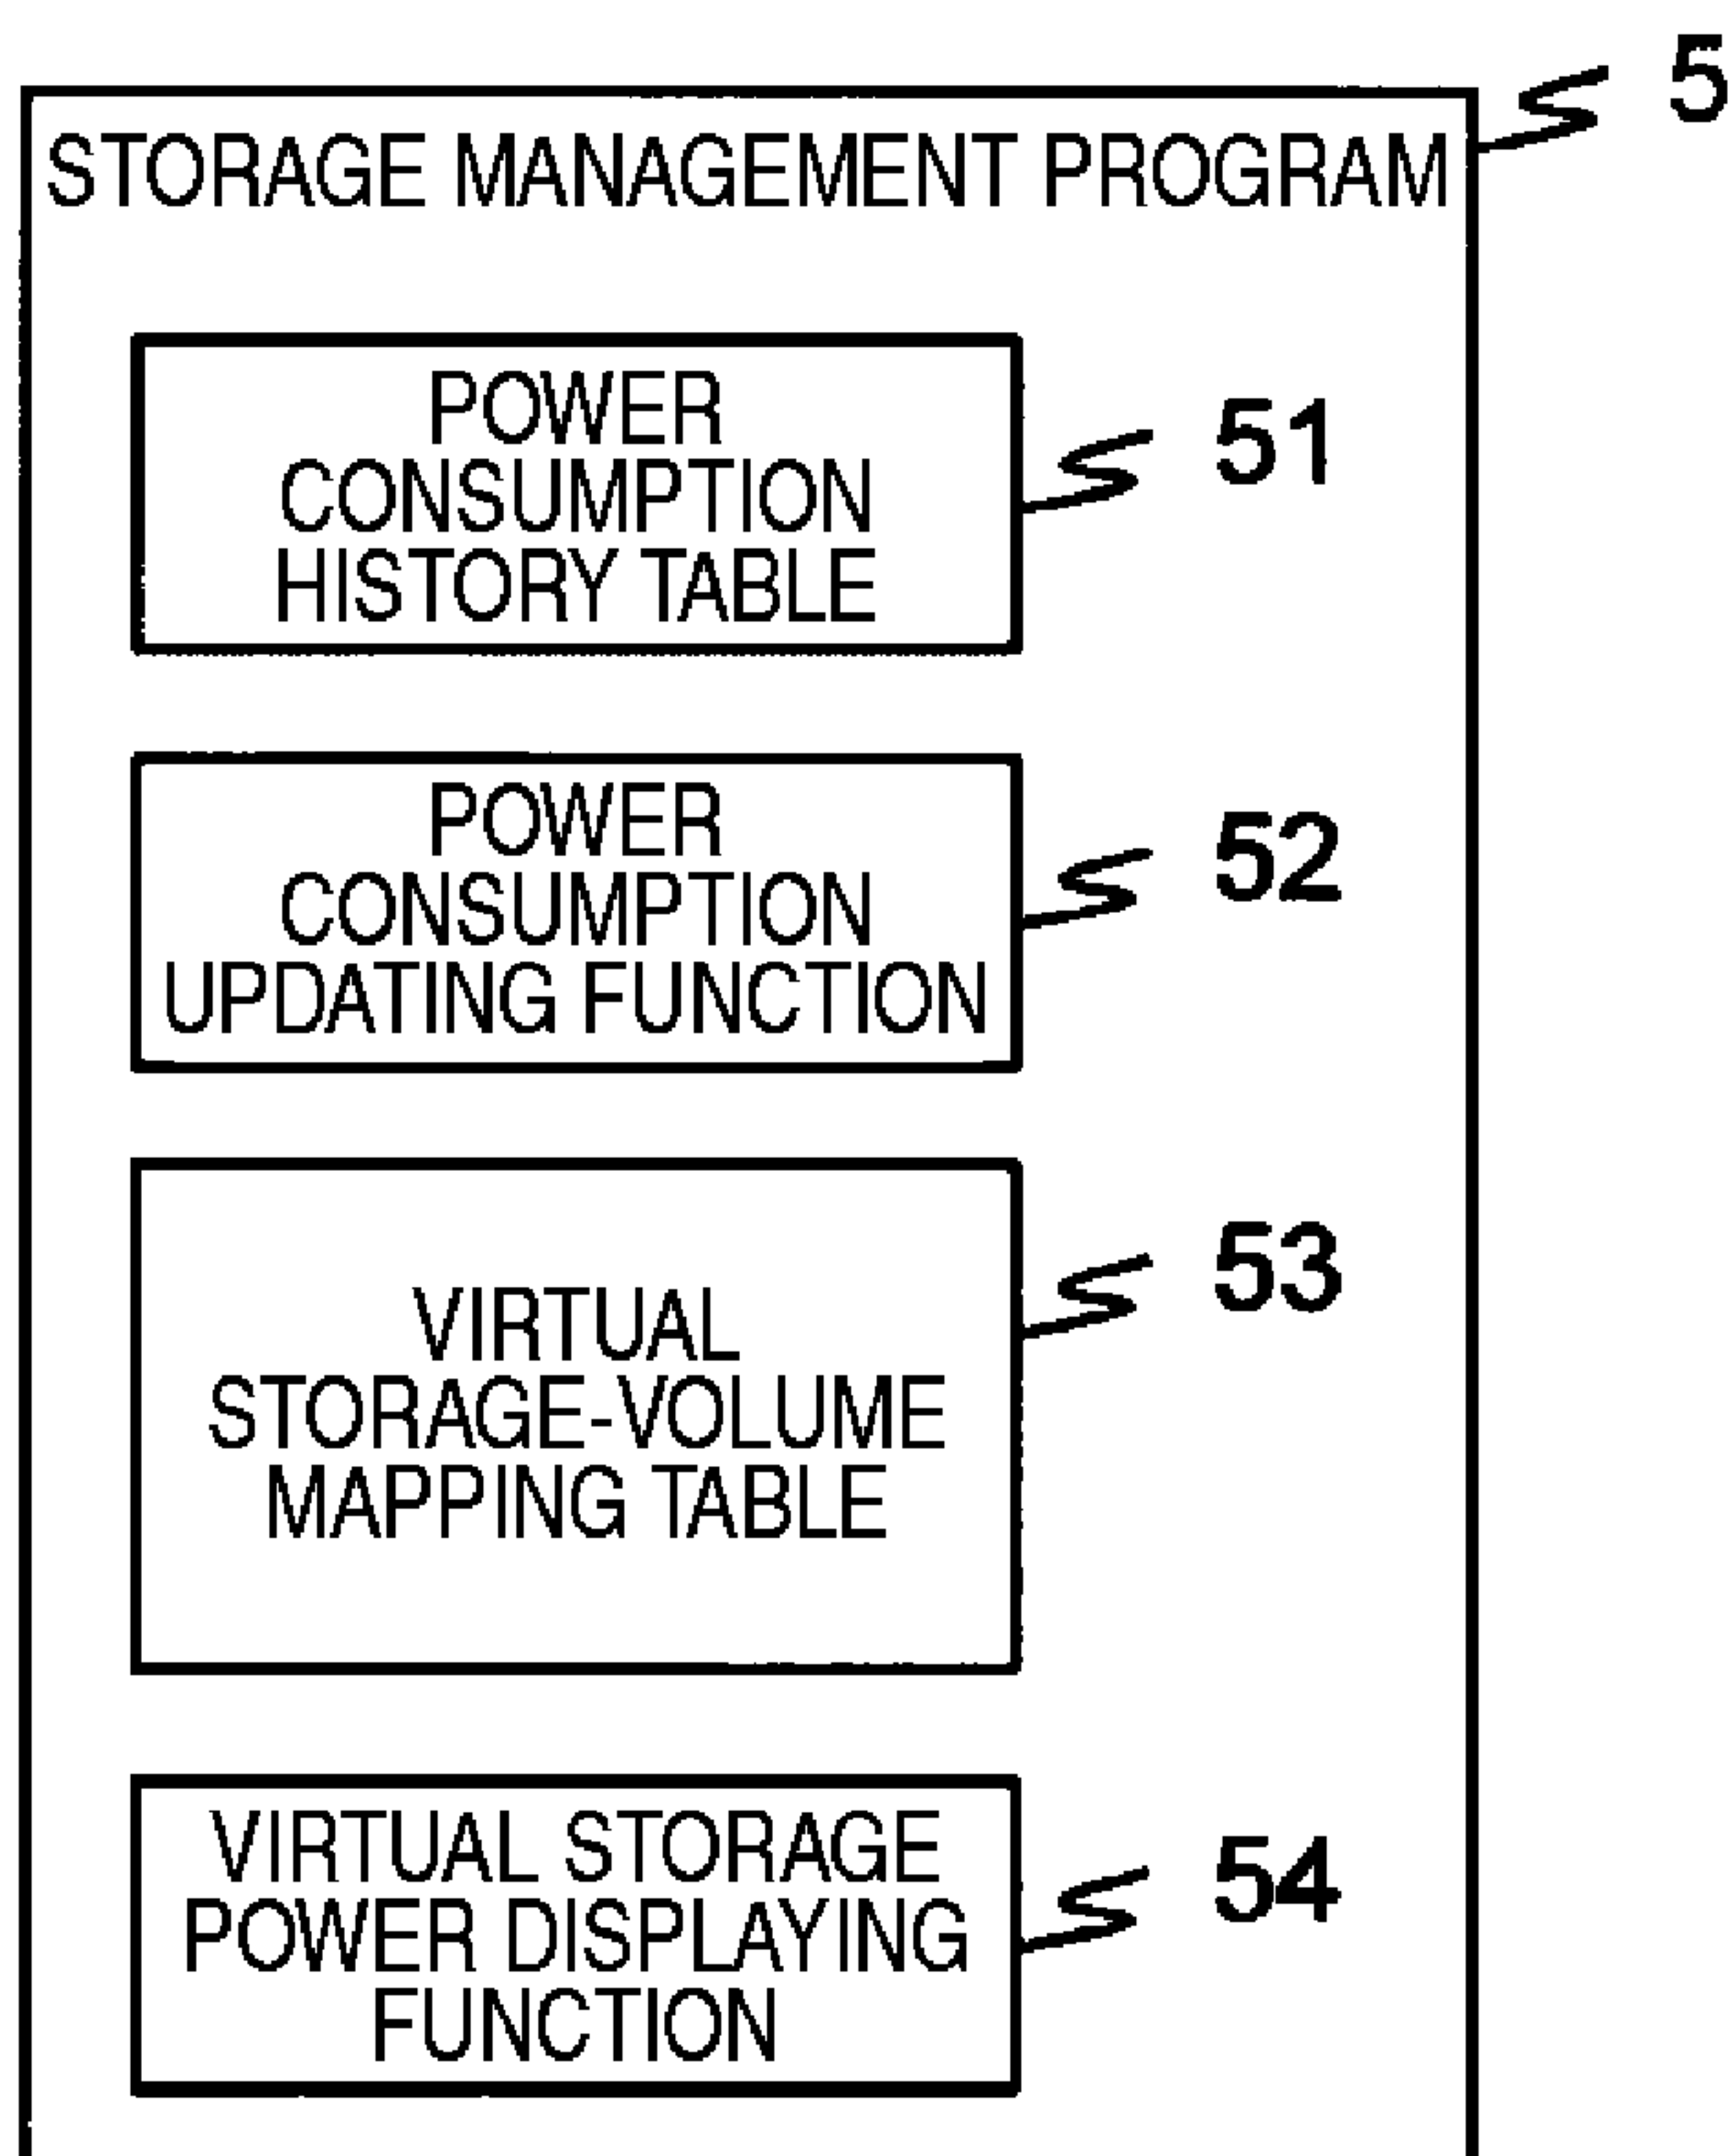 5
STORAGE MANAGEMENT PROGRAM
POWER
CONSUMPTION
HISTORY TABLE
51
POWER
CONSUMPTION
UPDATING FUNCTION
52
VIRTUAL
STORAGE-VOLUME
MAPPING TABLE
53
VIRTUAL STORAGE
POWER DISPLAYING
FUNCTION
54